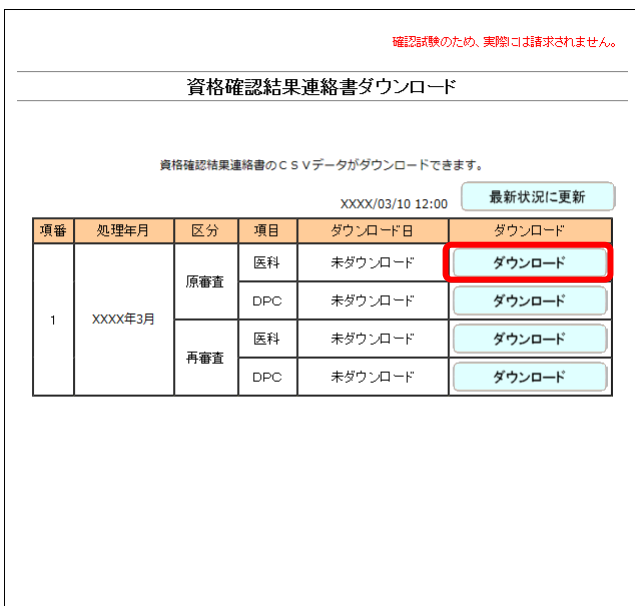 確認試験のため、実際には請求されません。
資格確認結果連絡書ダウンロード
資格確認結果連絡書のCSVデータがダウンロードできます。
XXXX/03/10 12:00 最新状況に更新
項番 処理年月 区分 項目 ダウンロード日 ダウンロード
1 XXXX年3月 原審査 医科 未ダウンロード ダウンロード
DPC 未ダウンロード ダウンロード
再審査 医科 未ダウンロード ダウンロード
DPC 未ダウンロード ダウンロード